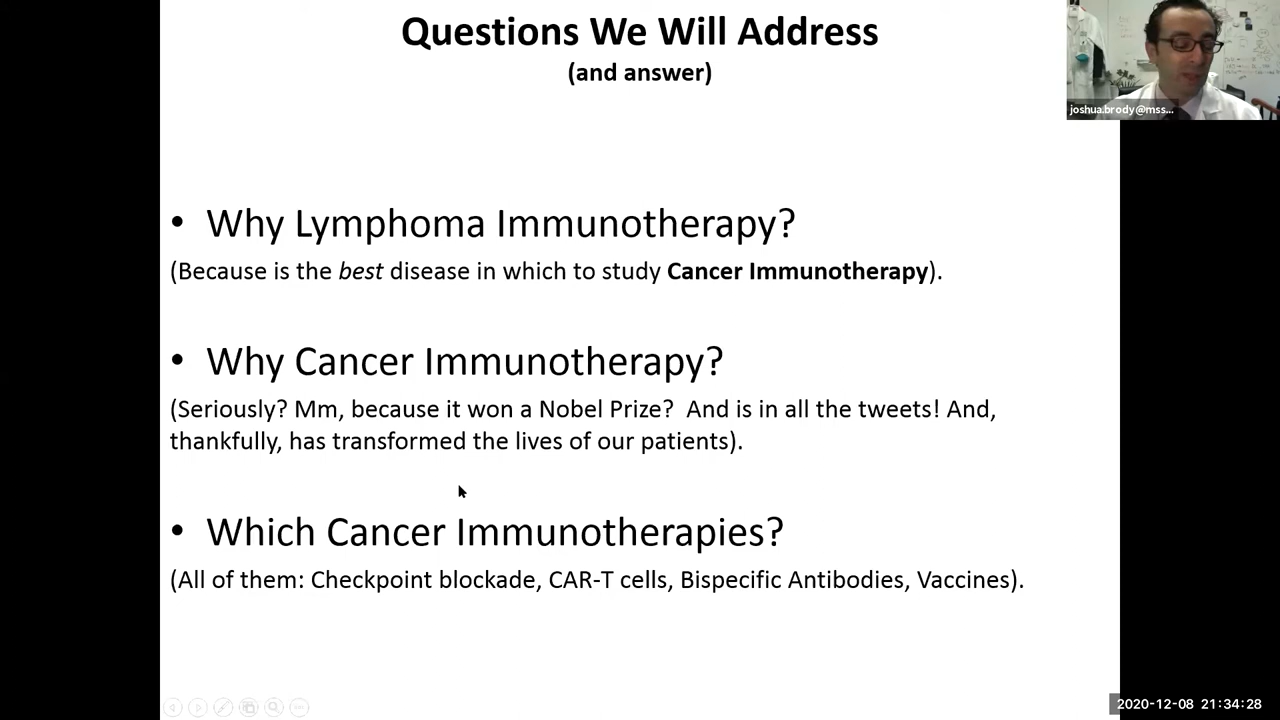 Questions We Will Address
(and answer)
joshua.brody@mss...
• Why Lymphoma Immunotherapy?
(Because is the best disease in which to study Cancer Immunotherapy).
• Why Cancer Immunotherapy?
(Seriously? Mm, because it won a Nobel Prize?  And is in all the tweets! And,
thankfully, has transformed the lives of our patients).
• Which Cancer Immunotherapies?
(All of them: Checkpoint blockade, CAR-T cells, Bispecific Antibodies, Vaccines).
2020-12-08 21:34:28